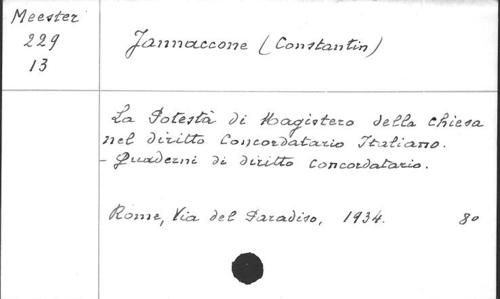 Meester
229
13
Jannaccone (Constantin)
La Potestà di Magistero della Chiesa
nel diritto Concordatario Italiano.
- Quaderni di diritto concordatario.
Rome, Via del Paradiso, 1934. 8o